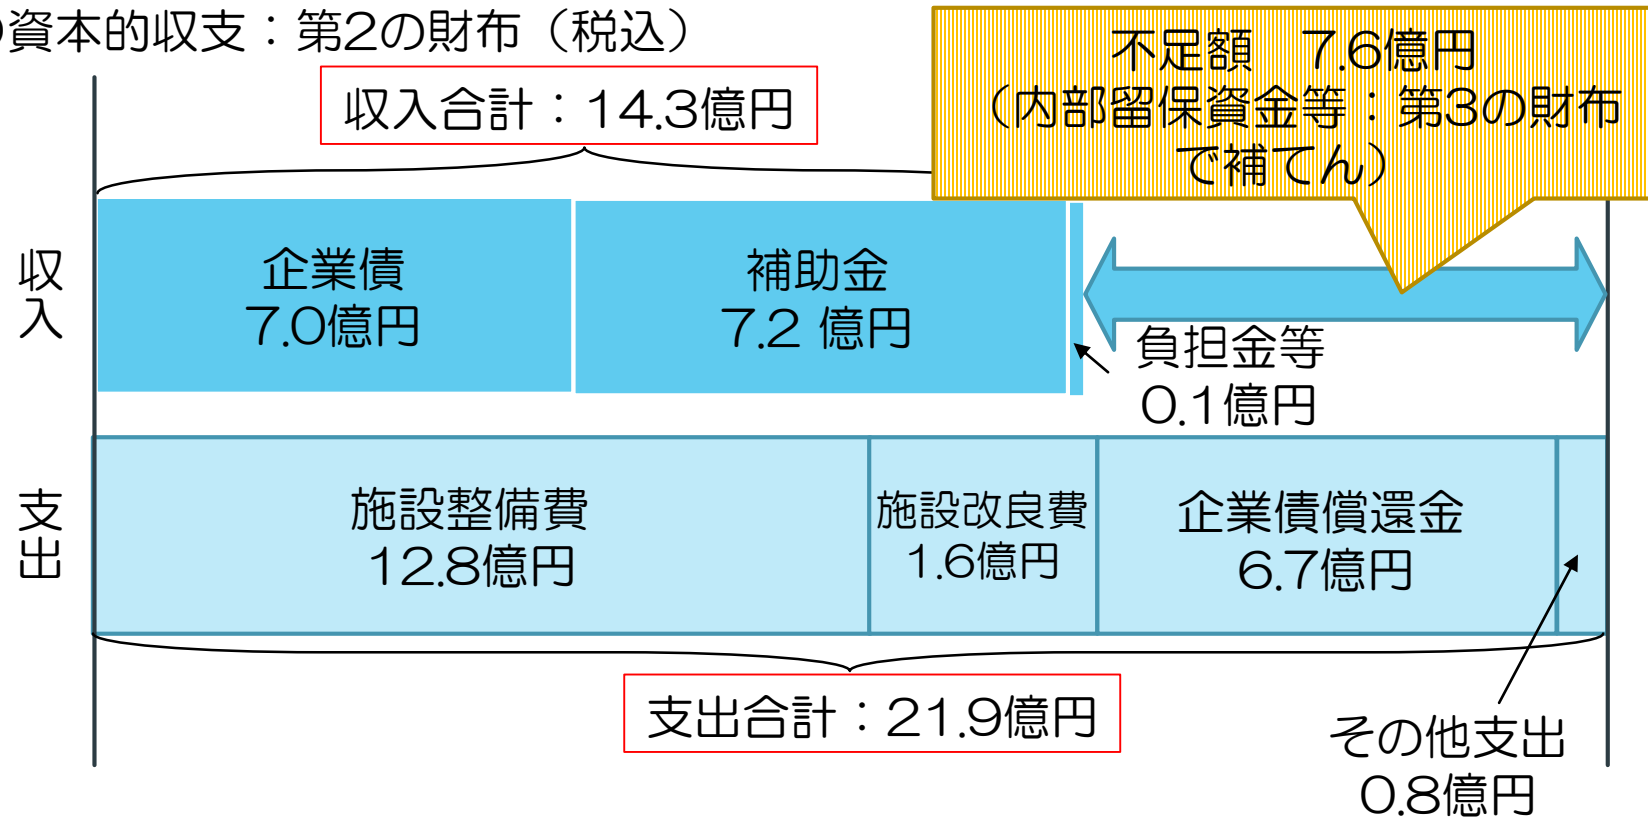 資本的収支：第2の財布（税込）
不足額　7.6億円
（内部留保資金等：第3の財布
で補てん）
収入合計：14.3億円
収入
企業債
7.0億円
補助金
7.2 億円
負担金等
0.1億円
支出
施設整備費
12.8億円
施設改良費
1.6億円
企業債償還金
6.7億円
支出合計：21.9億円
その他支出
0.8億円